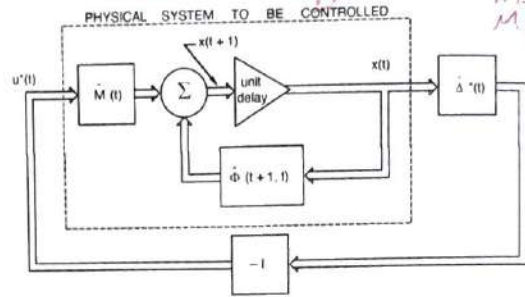 PHYSICAL SYSTEM TO BE CONTROLLED
x(t + 1)
x(t)
u*(t)
M̂ (t)
Σ
unit
delay
Δ̂ *(t)
Φ̂ (t + 1, t)
– I